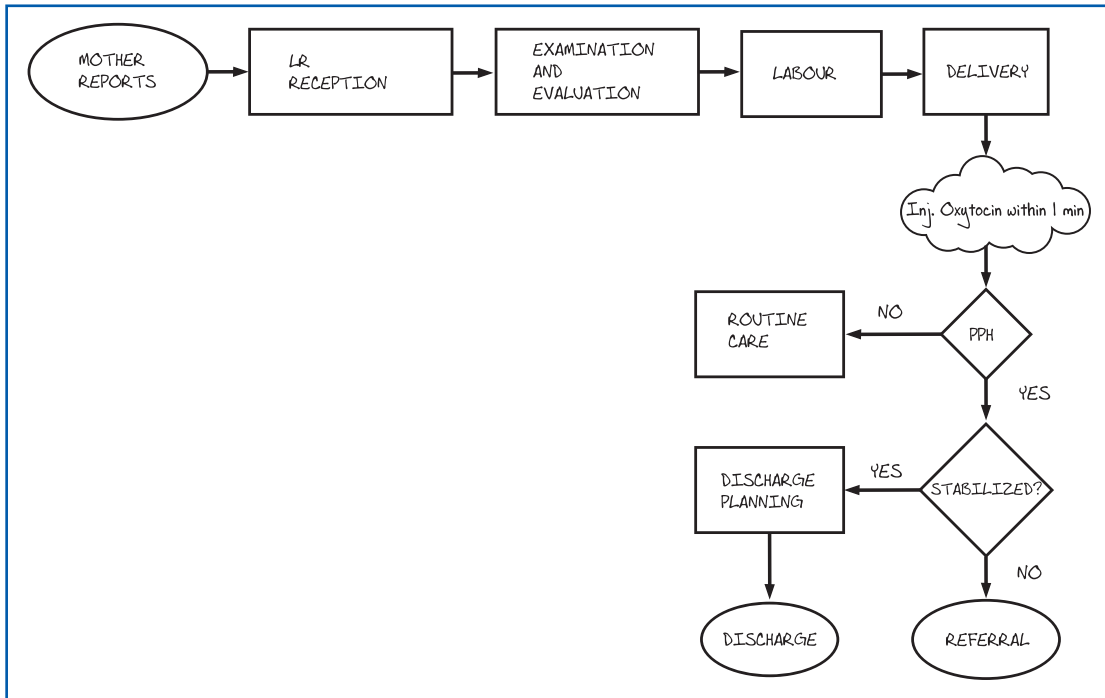 MOTHER
REPORTS
LR
RECEPTION
EXAMINATION
AND
EVALUATION
LABOUR
DELIVERY
Inj. Oxytocin within 1 min
PPH
NO
ROUTINE
CARE
YES
STABILIZED?
YES
DISCHARGE
PLANNING
NO
DISCHARGE
REFERRAL